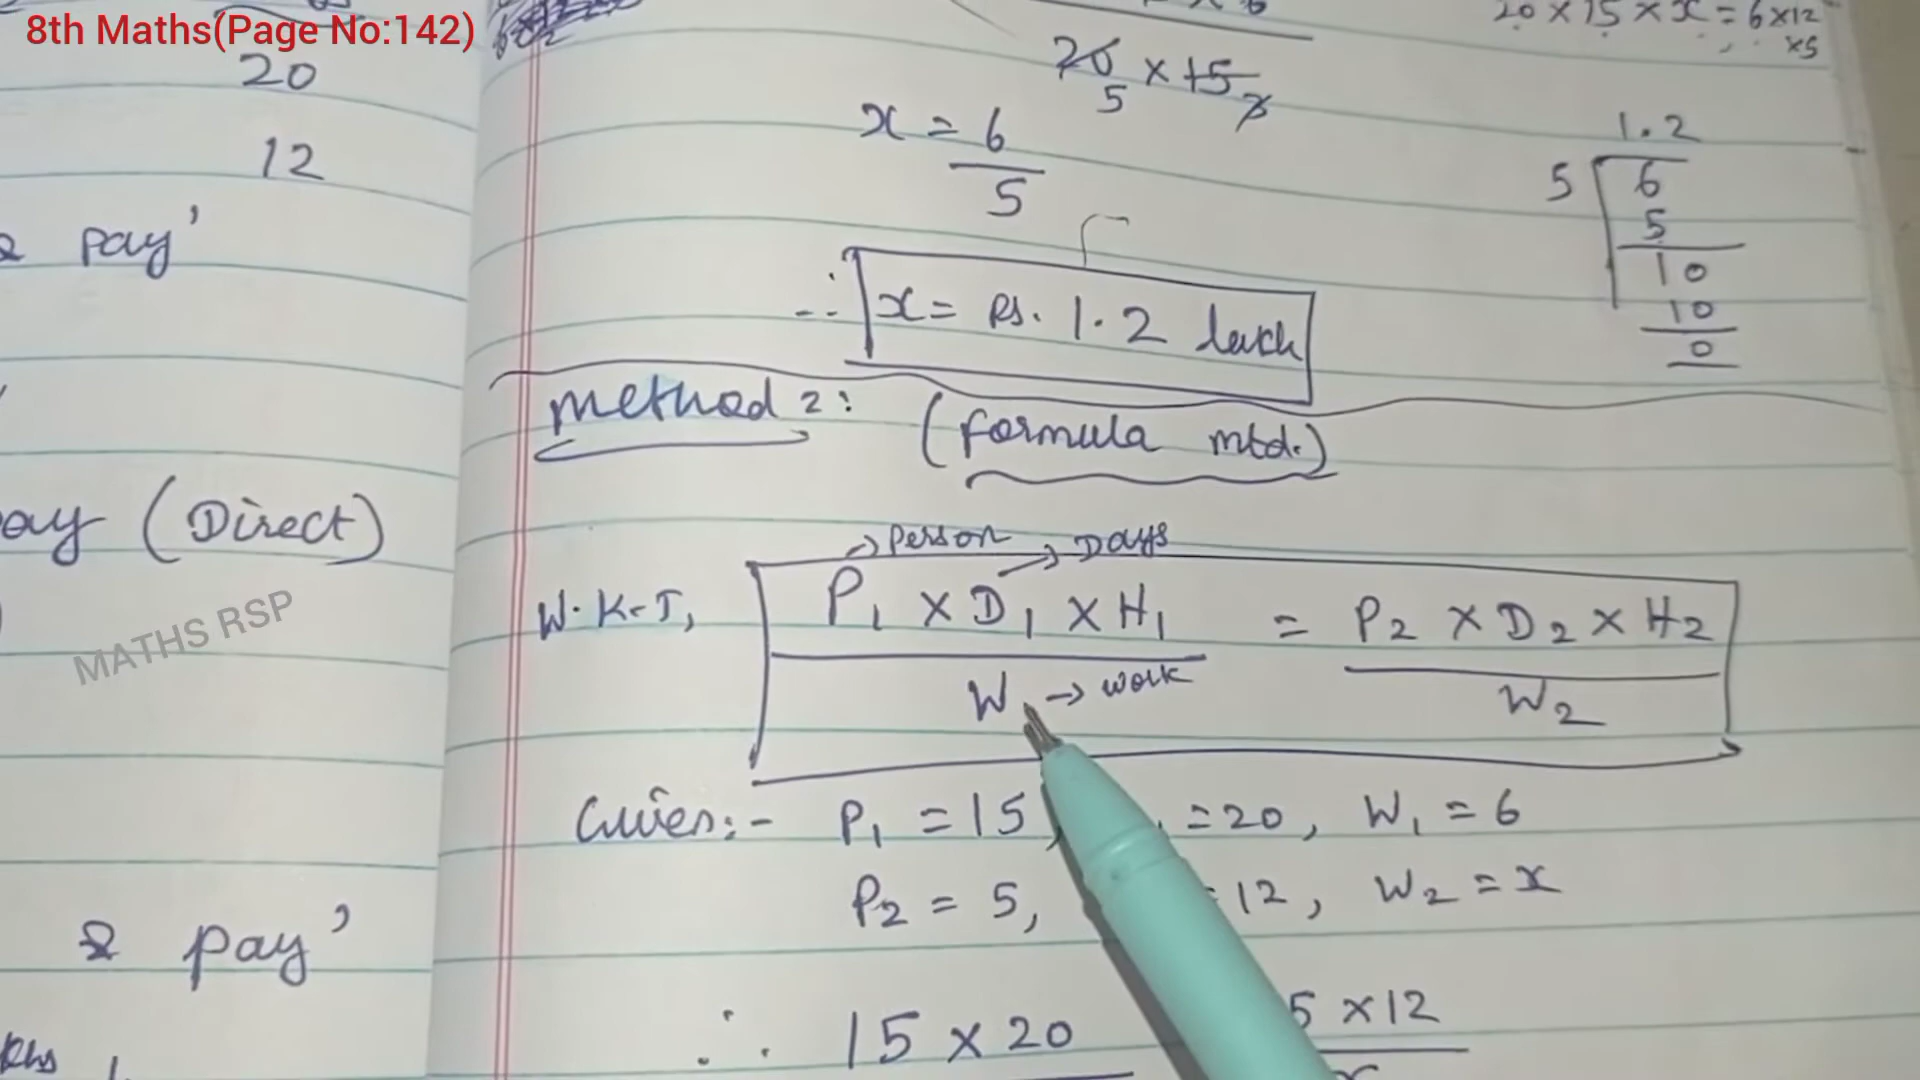 8th Maths(Page No:142)
20
12
pay'
(Direct)
MATHS RSP
& pay'
20 × 15 × x = 6 × 12
× 5
20 × 15
5
x = 6
5
∴ x = Rs. 1.2 lakh
1.2
5 6
5
10
10
0
method 2: (formula mtd.)
→ Person → Days
W.K.T, P1 × D1 × H1 = P2 × D2 × H2
W → work W2
Given:- P1 = 15, = 20, W1 = 6
P2 = 5, = 12, W2 = x
∴ 15 × 20 5 × 12
x